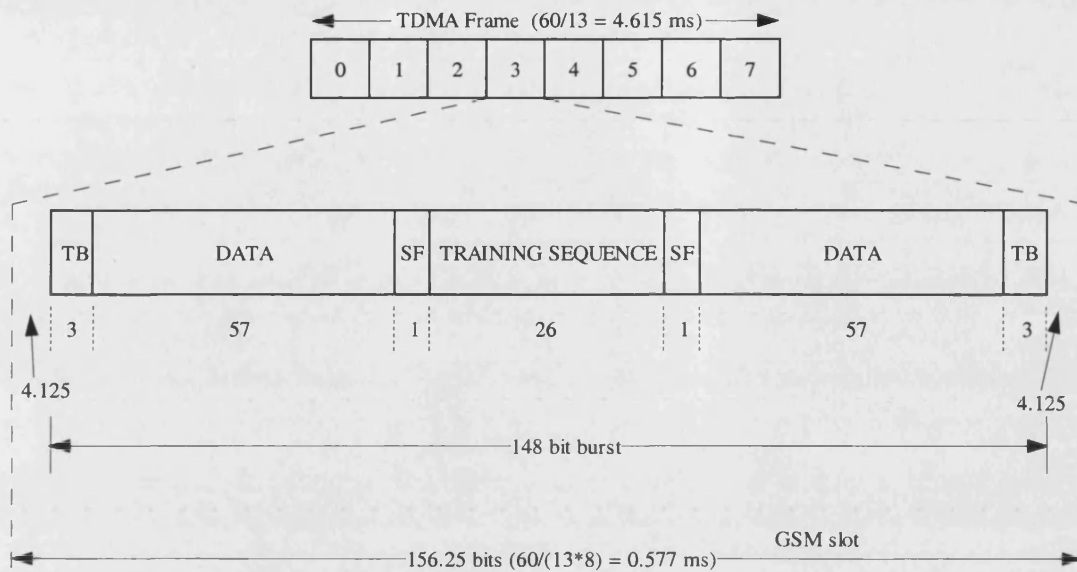 TDMA Frame (60/13 = 4.615 ms)
0 1 2 3 4 5 6 7
TB DATA SF TRAINING SEQUENCE SF DATA TB
3 57 1 26 1 57 3
4.125 4.125
148 bit burst
GSM slot
156.25 bits (60/(13*8) = 0.577 ms)